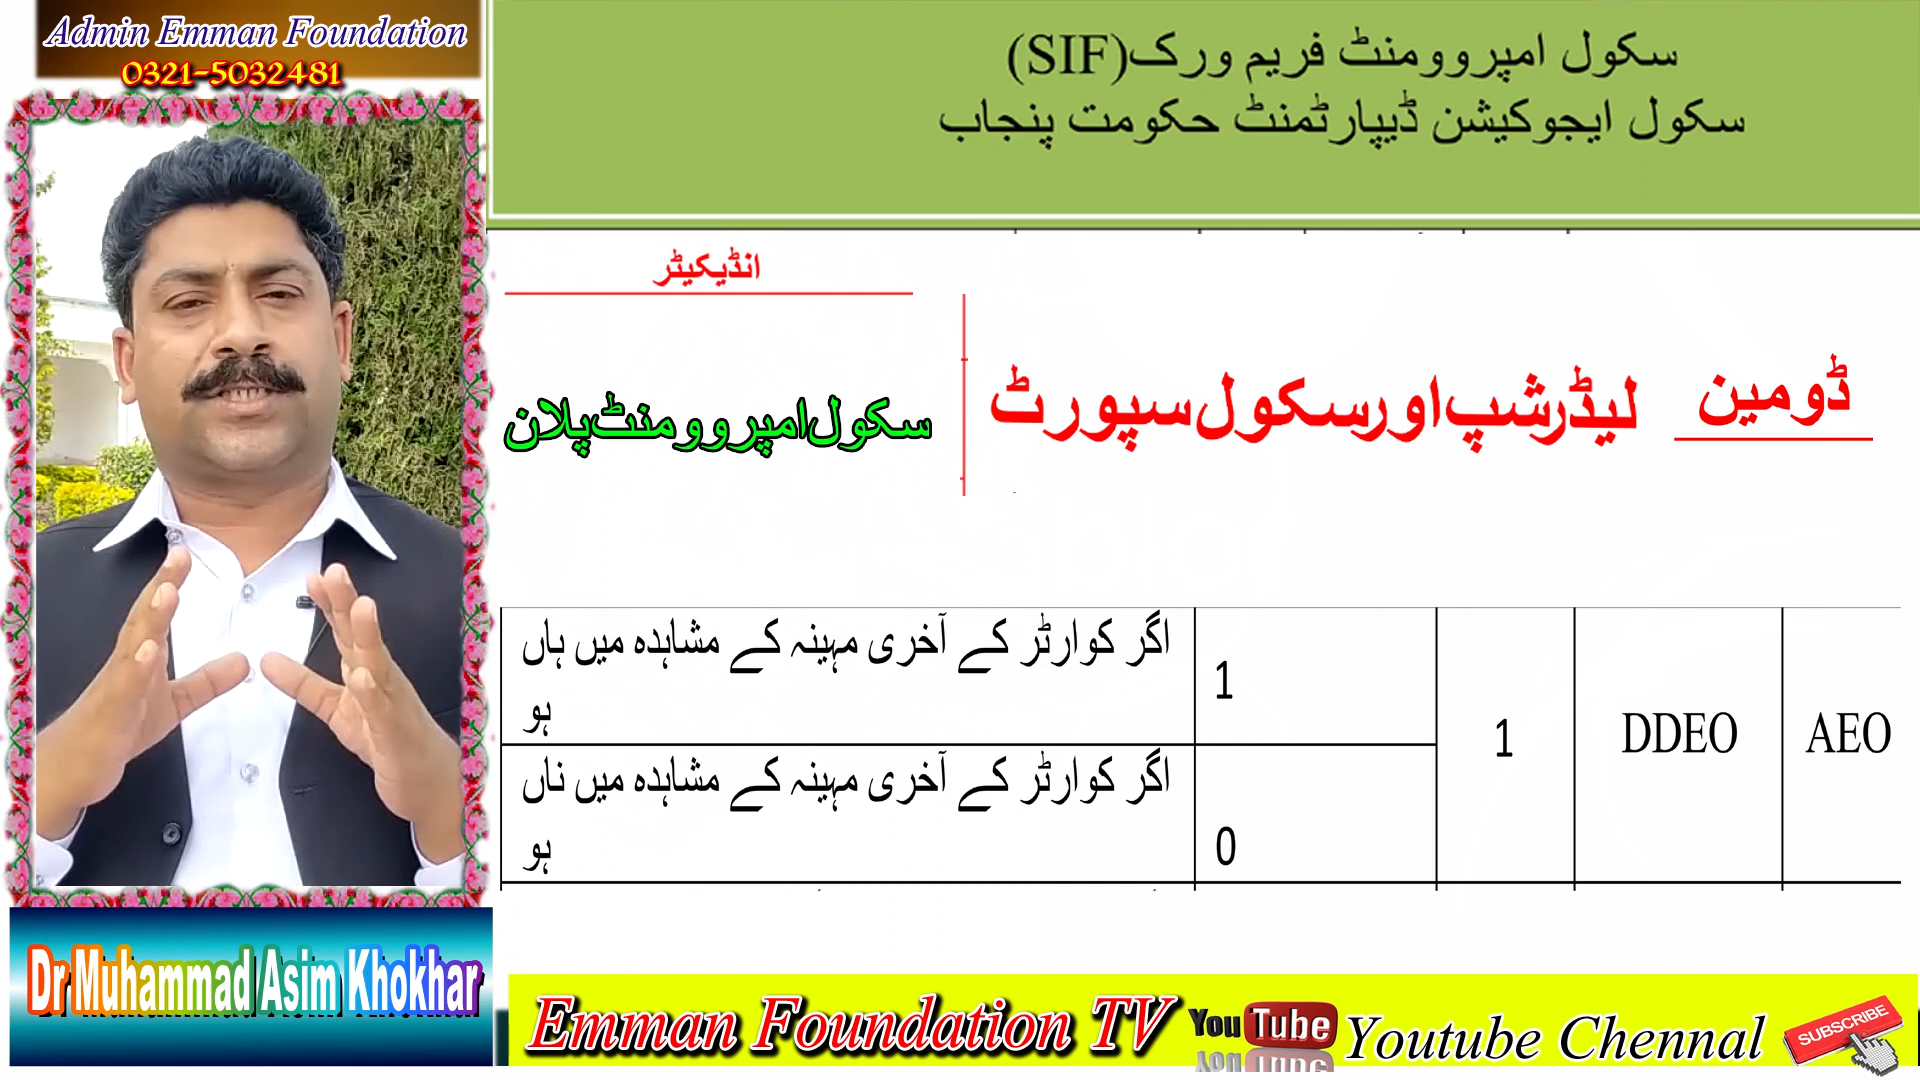 Admin Emman Foundation
0321-5032481
سکول امپروومنٹ فریم ورک(SIF)
سکول ایجوکیشن ڈیپارٹمنٹ حکومت پنجاب
انڈیکیٹر
ڈومین
لیڈرشپ اور سکول سپورٹ
سکول امپروومنٹ پلان
اگر کوارٹر کے آخری مہینہ کے مشاہدہ میں ہاں
ہو
1
اگر کوارٹر کے آخری مہینہ کے مشاہدہ میں ناں
ہو
0
1
DDEO
AEO
Dr Muhammad Asim Khokhar
Emman Foundation TV
YouTube
Youtube Chennal
SUBSCRIBE